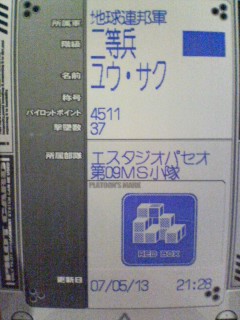 所属軍 地球連邦軍
階級 二等兵
名前 ユウ・サク
称号
パイロットポイント 4511
撃墜数 37
所属部隊 エスタジオパセオ
第09MS小隊
PLATOON'S MARK
RED BOX
更新日 07/05/13 21:28